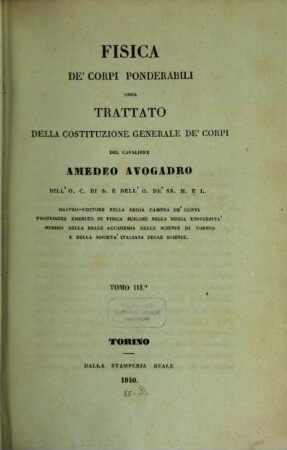 FISICA
DE' CORPI PONDERABILI
OSSIA
TRATTATO
DELLA COSTITUZIONE GENERALE DE' CORPI
DEL CAVALIERE
AMEDEO AVOGADRO
DELL' O. C. DI S. E DELL' O. DE' SS. M. E L.
MASTRO-UDITORE NELLA REGIA CAMERA DE' CONTI
PROFESSORE EMERITO DI FISICA SUBLIME NELLA REGIA UNIVERSITA'
MEMBRO DELLA REALE ACCADEMIA DELLE SCIENZE DI TORINO
E DELLA SOCIETA' ITALIANA DELLE SCIENZE.
TOMO III.°
TORINO
DALLA STAMPERIA REALE
1840.